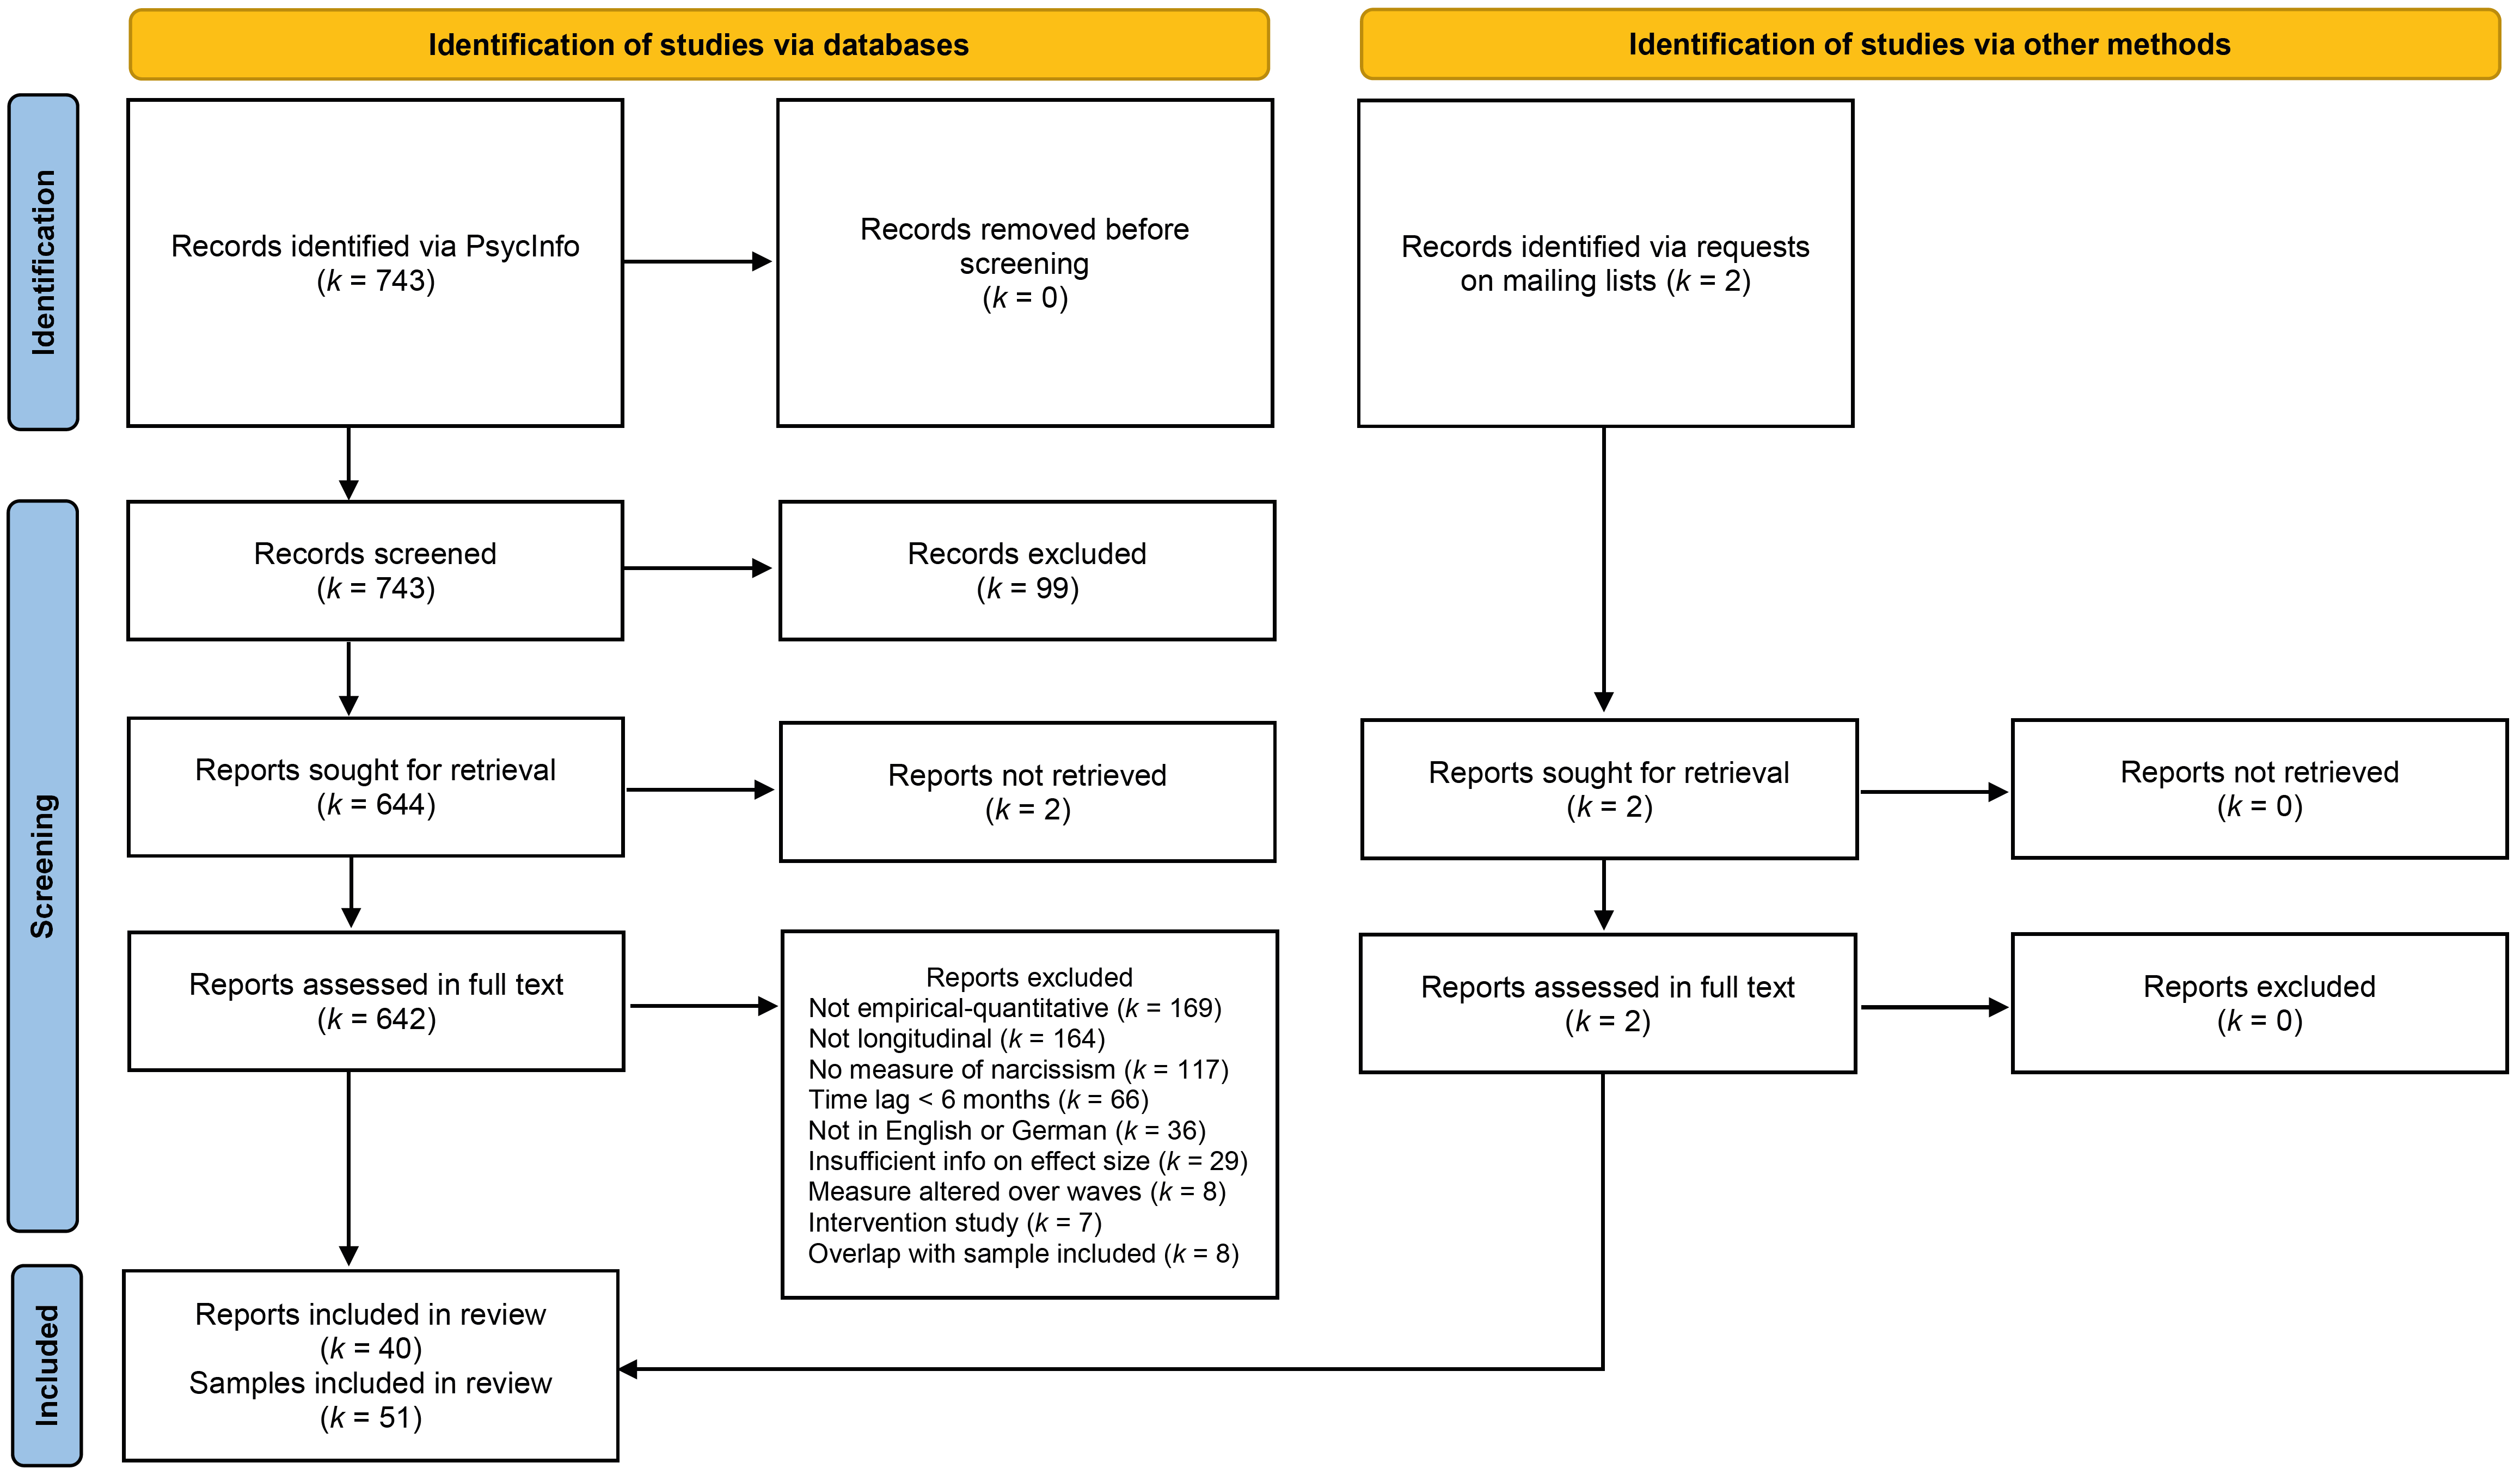 Identification of studies via databases
Identification of studies via other methods
Identification
Records identified via PsycInfo
(k = 743)
Records removed before
screening
(k = 0)
Records identified via requests
on mailing lists (k = 2)
Screening
Records screened
(k = 743)
Records excluded
(k = 99)
Reports sought for retrieval
(k = 644)
Reports not retrieved
(k = 2)
Reports sought for retrieval
(k = 2)
Reports not retrieved
(k = 0)
Reports assessed in full text
(k = 642)
Reports excluded
Not empirical-quantitative (k = 169)
Not longitudinal (k = 164)
No measure of narcissism (k = 117)
Time lag < 6 months (k = 66)
Not in English or German (k = 36)
Insufficient info on effect size (k = 29)
Measure altered over waves (k = 8)
Intervention study (k = 7)
Overlap with sample included (k = 8)
Reports assessed in full text
(k = 2)
Reports excluded
(k = 0)
Included
Reports included in review
(k = 40)
Samples included in review
(k = 51)